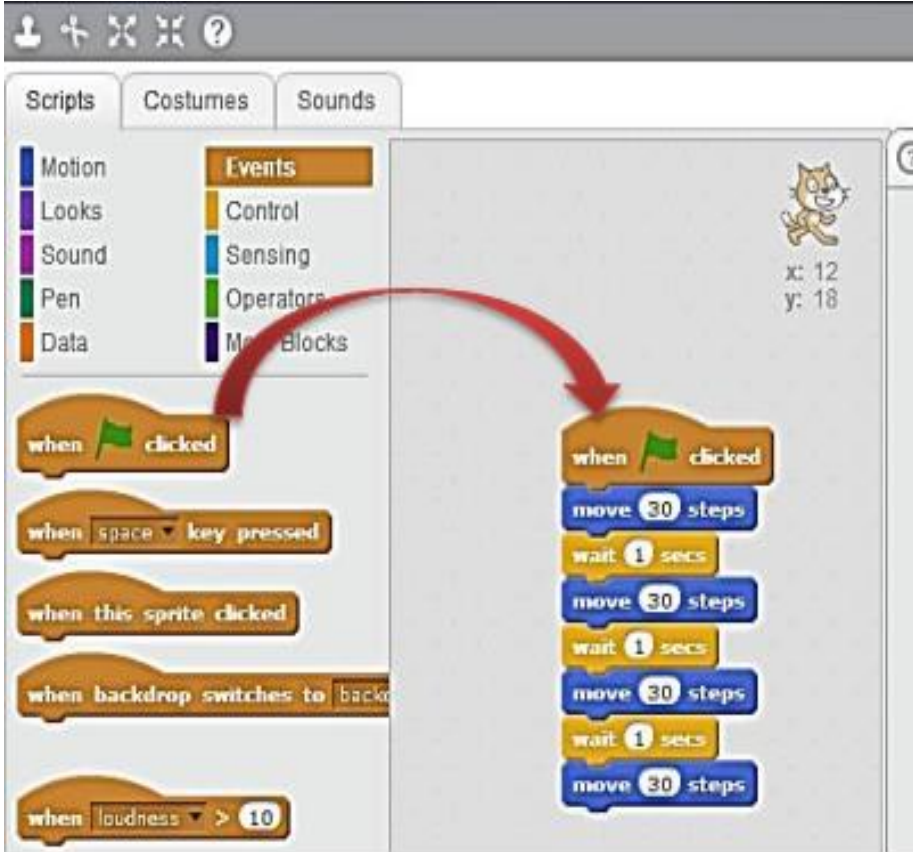 Scripts Costumes Sounds
Motion Events
Looks Control
Sound Sensing
Pen Operators
Data More Blocks
x: 12
y: 18
when clicked
when space key pressed
when this sprite clicked
when backdrop switches to
when loudness > 10
when clicked
move 30 steps
wait 1 secs
move 30 steps
wait 1 secs
move 30 steps
wait 1 secs
move 30 steps